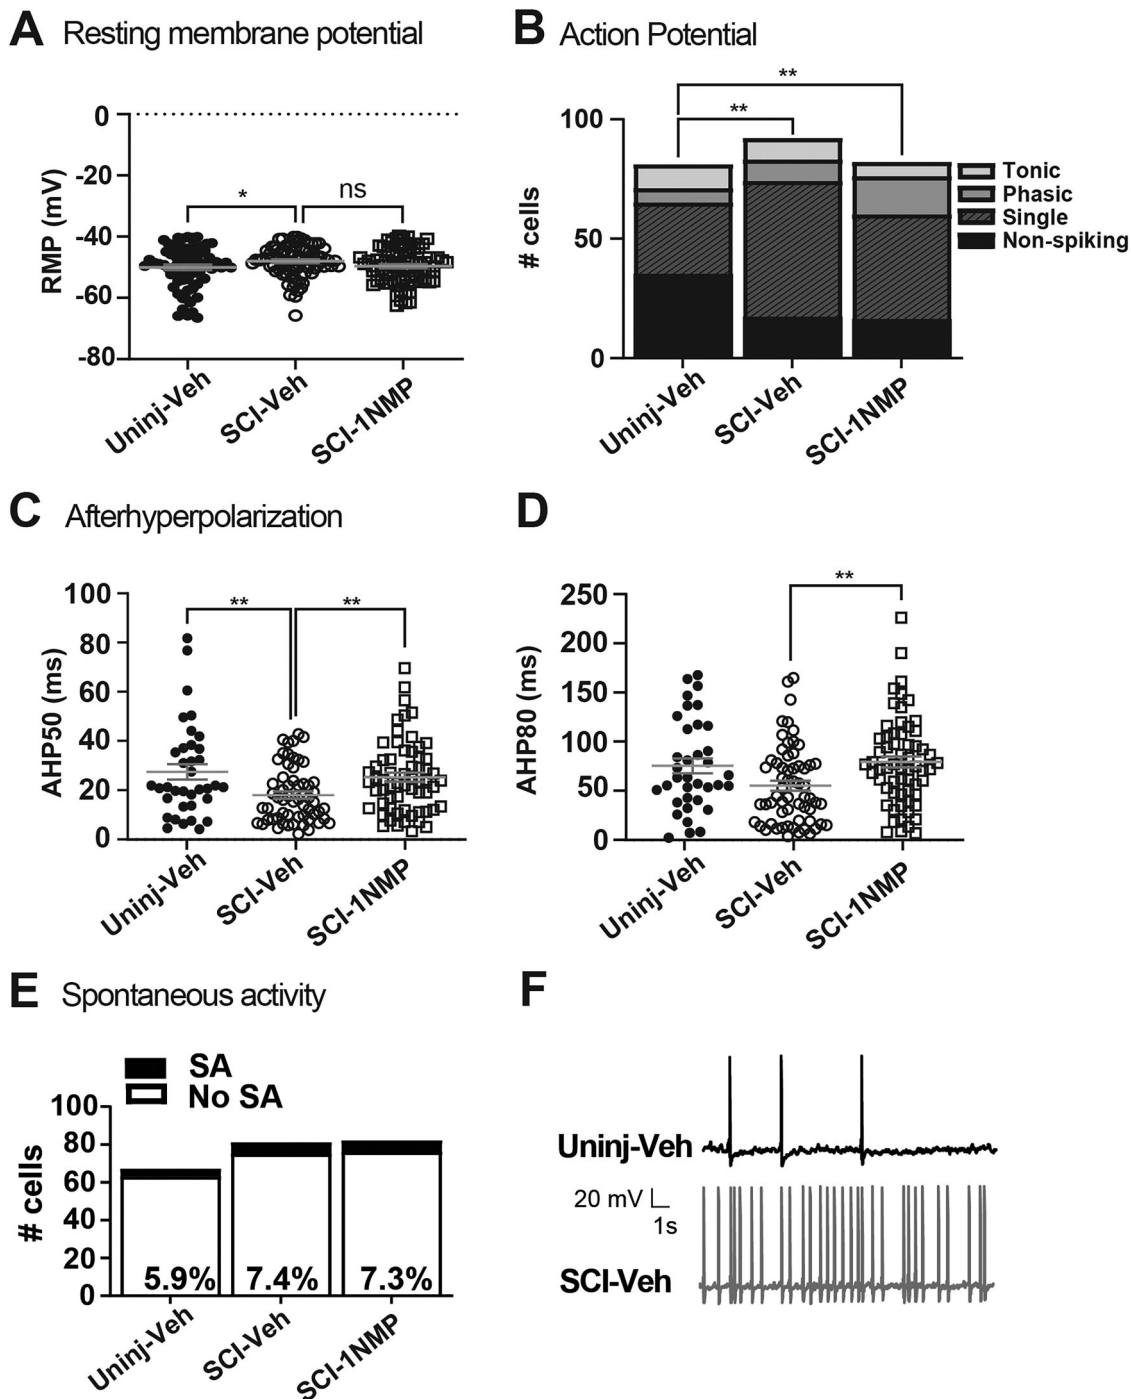 A Resting membrane potential
0
-20
-40
-60
-80
RMP (mV)
*
ns
Uninj-Veh
SCI-Veh
SCI-1NMP
B Action Potential
**
**
100
50
0
# cells
Tonic
Phasic
Single
Non-spiking
Uninj-Veh
SCI-Veh
SCI-1NMP
C Afterhyperpolarization
100
80
60
40
20
0
AHP50 (ms)
**
**
Uninj-Veh
SCI-Veh
SCI-1NMP
D
250
200
150
100
50
0
AHP80 (ms)
**
Uninj-Veh
SCI-Veh
SCI-1NMP
E Spontaneous activity
SA
No SA
100
80
60
40
20
0
# cells
5.9%
7.4%
7.3%
Uninj-Veh
SCI-Veh
SCI-1NMP
F
Uninj-Veh
20 mV
1s
SCI-Veh